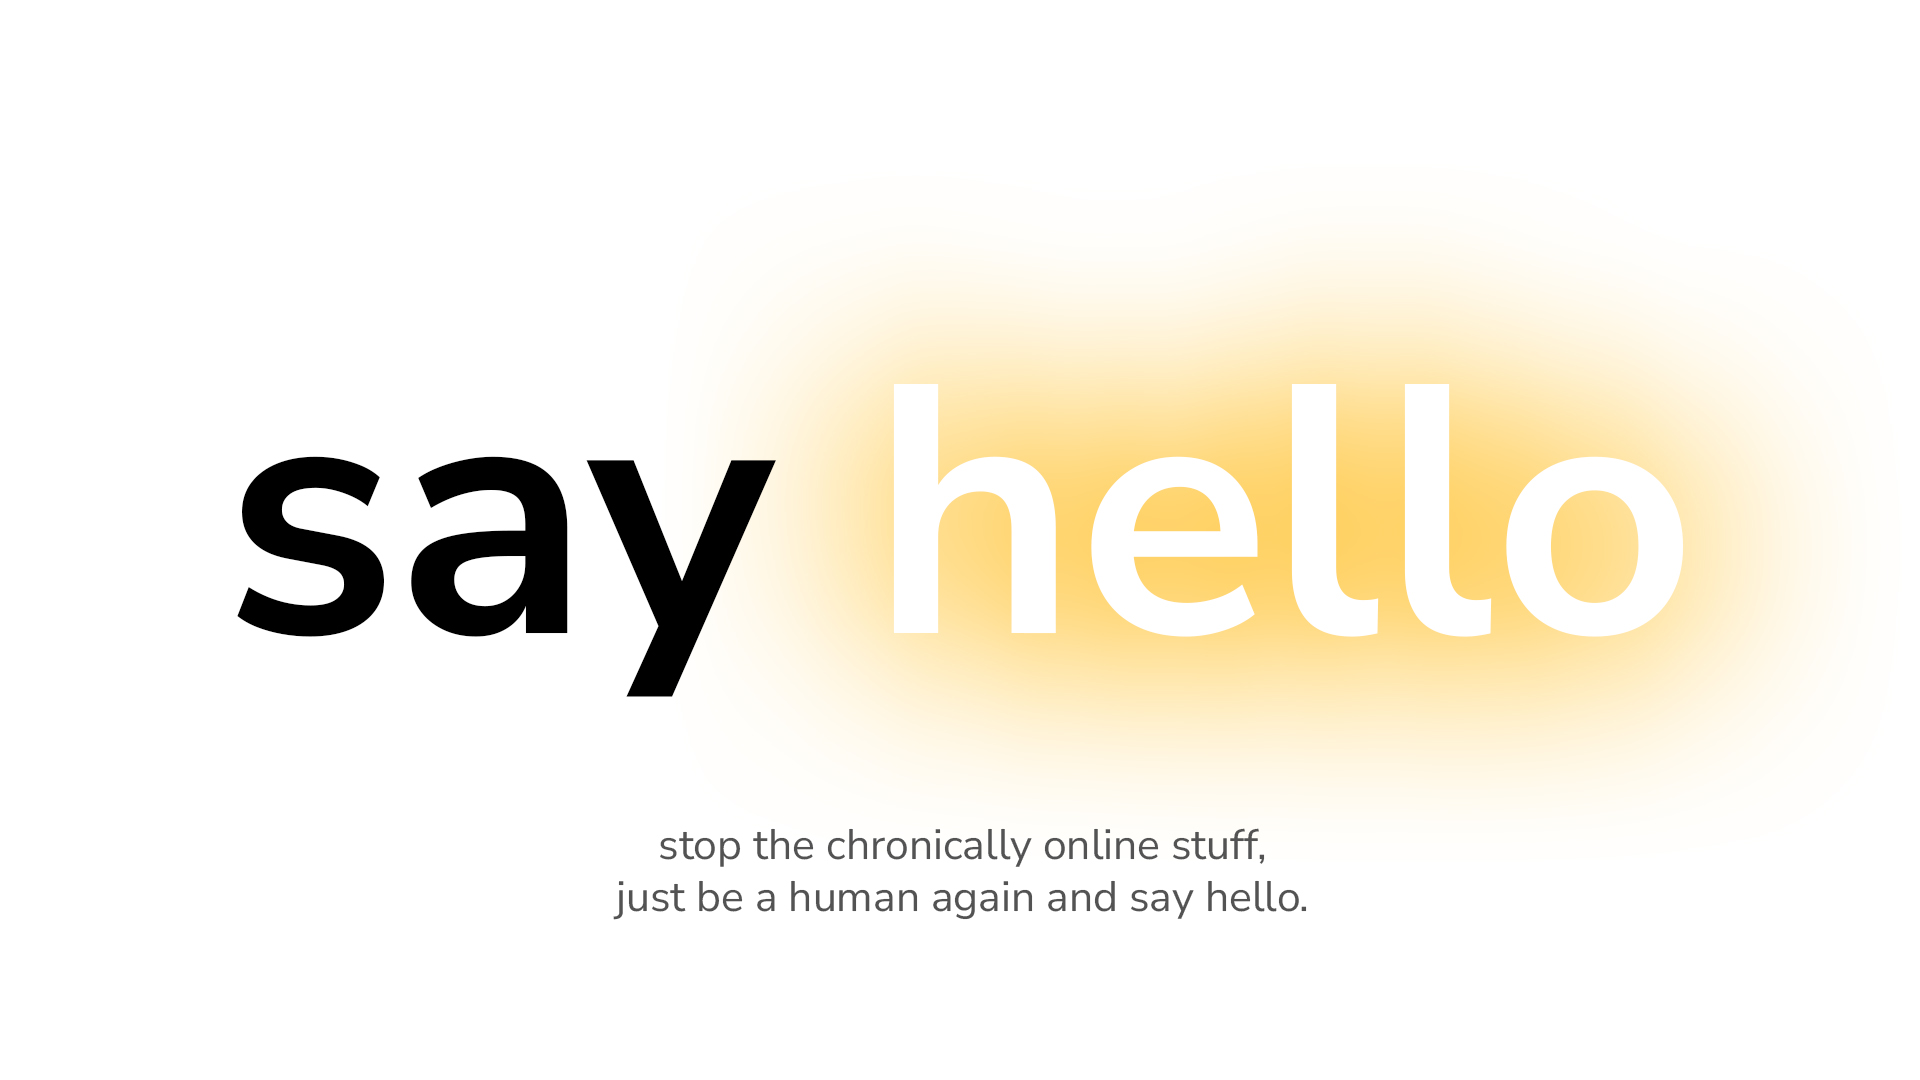 say hello
stop the chronically online stuff,
just be a human again and say hello.